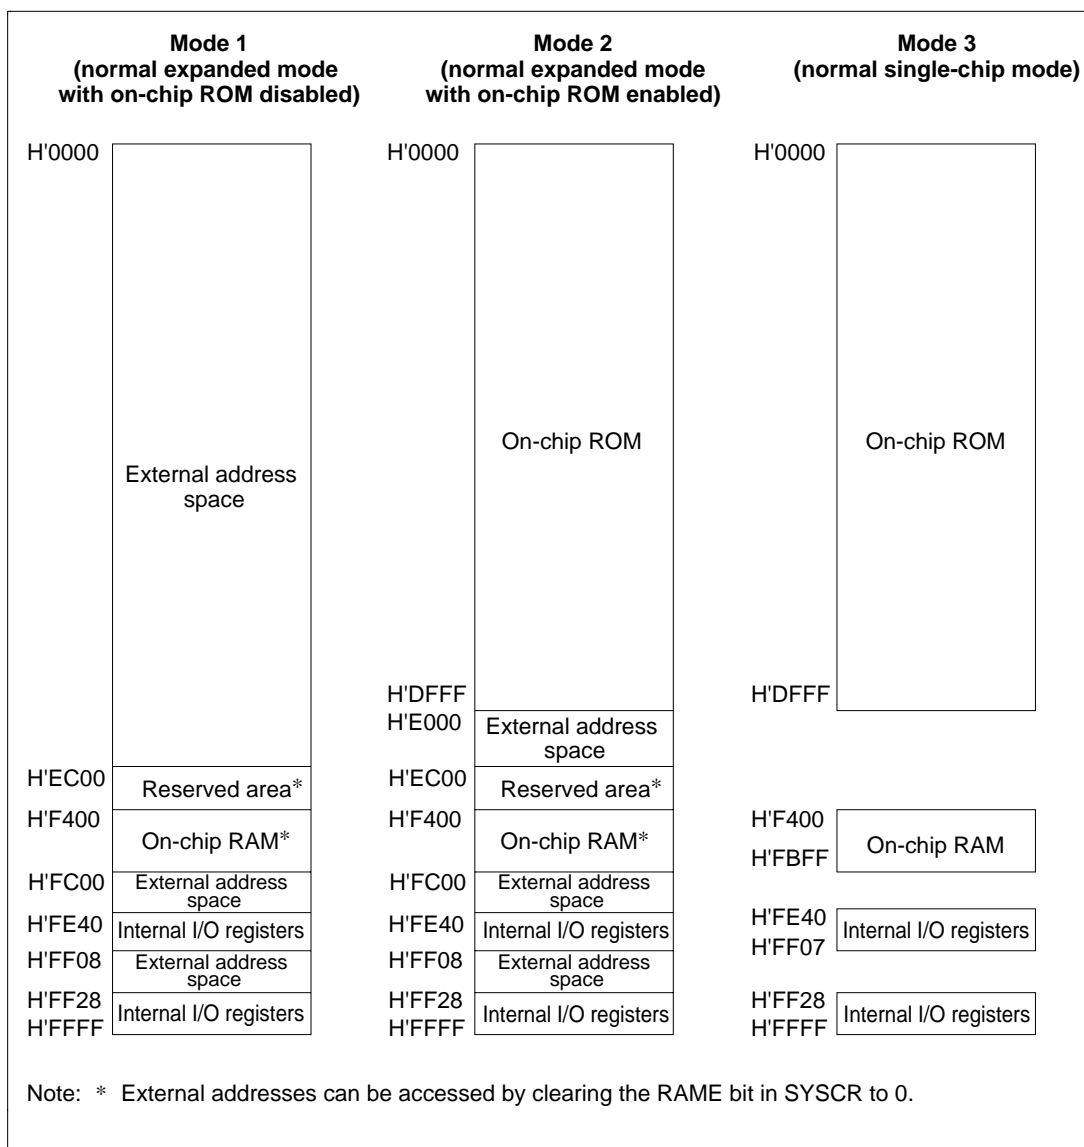 Mode 1
(normal expanded mode
with on-chip ROM disabled)
H'0000
External address
space
H'EC00
Reserved area*
H'F400
On-chip RAM*
H'FC00
External address
space
H'FE40
Internal I/O registers
H'FF08
External address
space
H'FF28
Internal I/O registers
H'FFFF
Mode 2
(normal expanded mode
with on-chip ROM enabled)
H'0000
On-chip ROM
H'DFFF
H'E000
External address
space
H'EC00
Reserved area*
H'F400
On-chip RAM*
H'FC00
External address
space
H'FE40
Internal I/O registers
H'FF08
External address
space
H'FF28
Internal I/O registers
H'FFFF
Mode 3
(normal single-chip mode)
H'0000
On-chip ROM
H'DFFF
H'F400
On-chip RAM
H'FBFF
H'FE40
Internal I/O registers
H'FF07
H'FF28
Internal I/O registers
H'FFFF
Note: * External addresses can be accessed by clearing the RAME bit in SYSCR to 0.